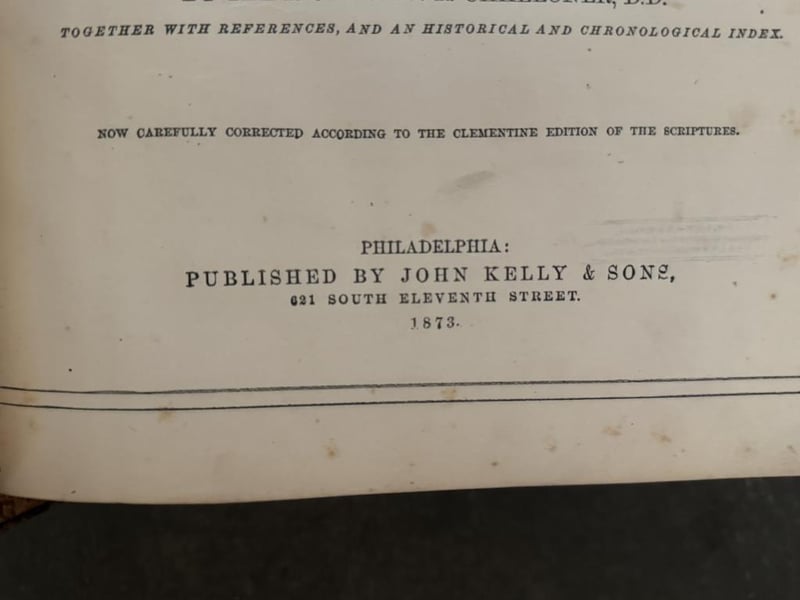 CHALLONER, D.D.
TOGETHER WITH REFERENCES, AND AN HISTORICAL AND CHRONOLOGICAL INDEX.
NOW CAREFULLY CORRECTED ACCORDING TO THE CLEMENTINE EDITION OF THE SCRIPTURES.
PHILADELPHIA:
PUBLISHED BY JOHN KELLY & SONS,
621 SOUTH ELEVENTH STREET.
1873.